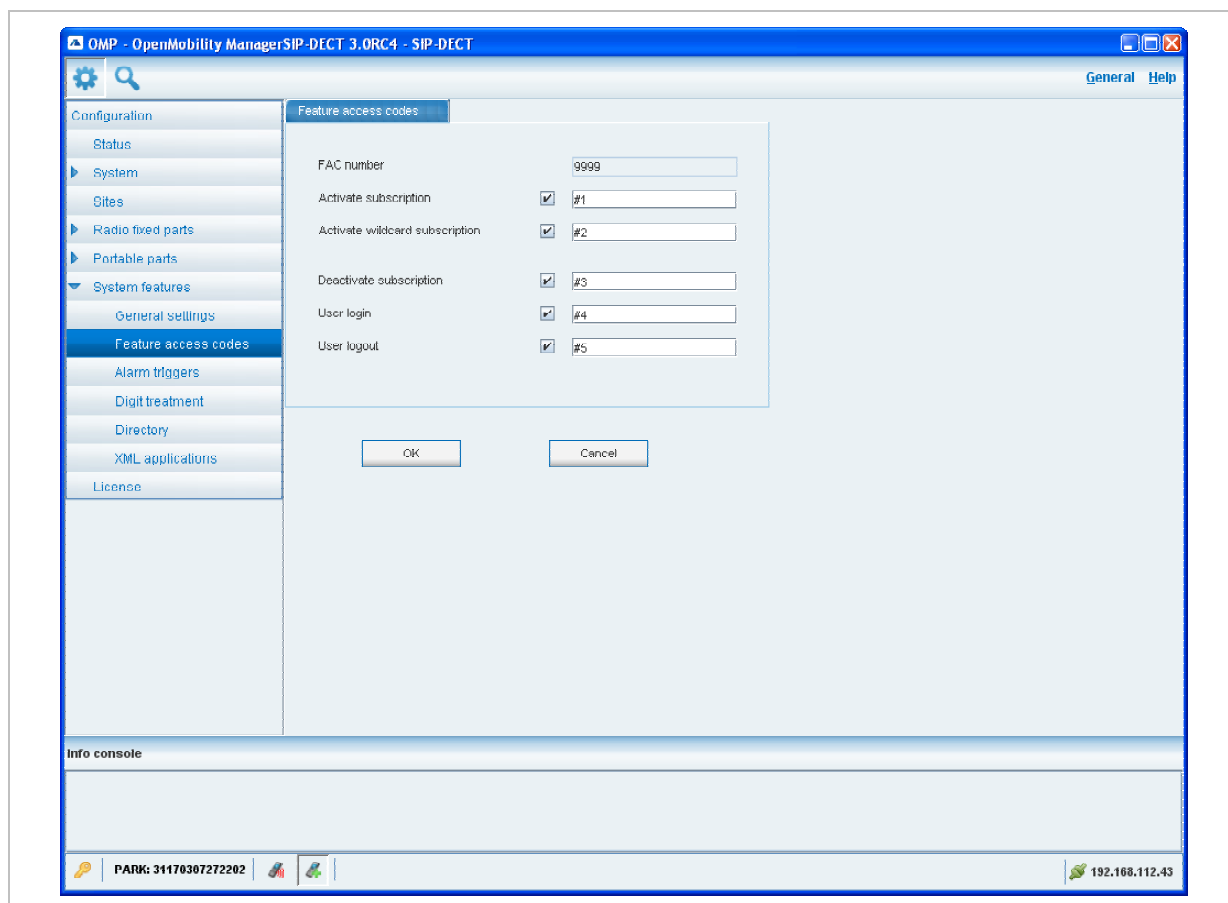 OMP - OpenMobility ManagerSIP-DECT 3.0RC4 - SIP-DECT
General Help
Configuration
Status
System
Sites
Radio fixed parts
Portable parts
System features
General settings
Feature access codes
Alarm triggers
Digit treatment
Directory
XML applications
License
Feature access codes
FAC number 9999
Activate subscription #1
Activate wildcard subscription #2
Deactivate subscription #3
User login #4
User logout #5
OK Cancel
Info console
PARK: 31170307272202 192.168.112.43